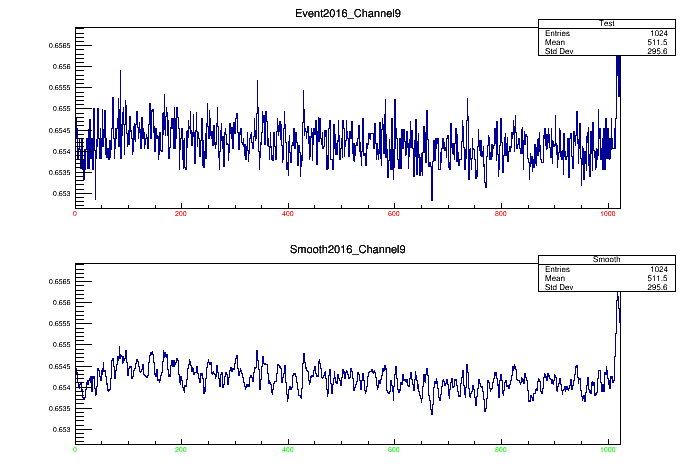 Event2016_Channel9
Test
Entries 1024
Mean 511.5
Std Dev 295.6
0.6565
0.656
0.6555
0.655
0.6545
0.654
0.6535
0.653
0 200 400 600 800 1000
Smooth2016_Channel9
Smooth
Entries 1024
Mean 511.5
Std Dev 295.6
0.6565
0.656
0.6555
0.655
0.6545
0.654
0.6535
0.653
0 200 400 600 800 1000